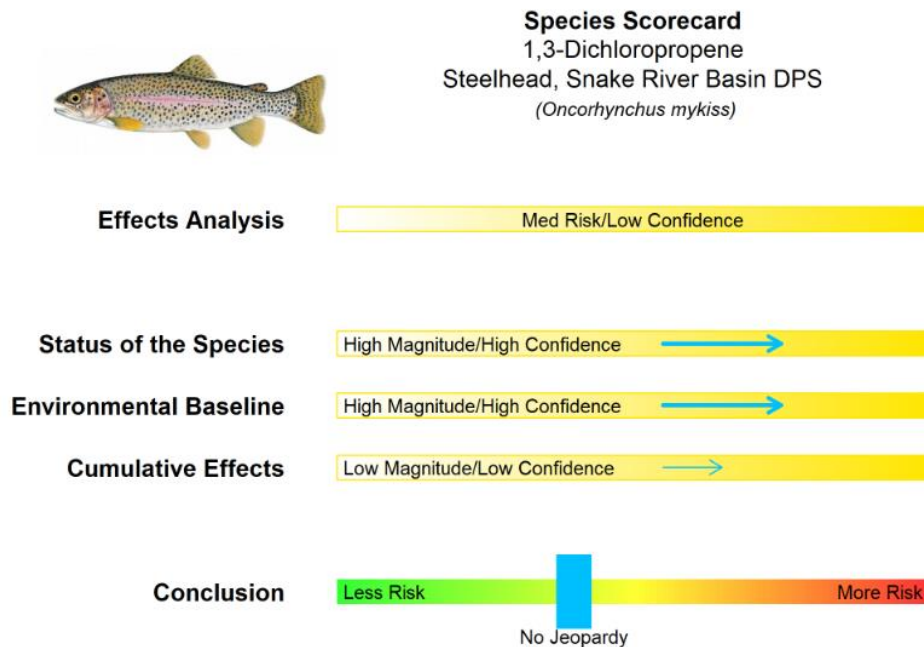 Species Scorecard
1,3-Dichloropropene
Steelhead, Snake River Basin DPS
(Oncorhynchus mykiss)
Effects Analysis
Med Risk/Low Confidence
Status of the Species
High Magnitude/High Confidence
Environmental Baseline
High Magnitude/High Confidence
Cumulative Effects
Low Magnitude/Low Confidence
Conclusion
Less Risk
More Risk
No Jeopardy